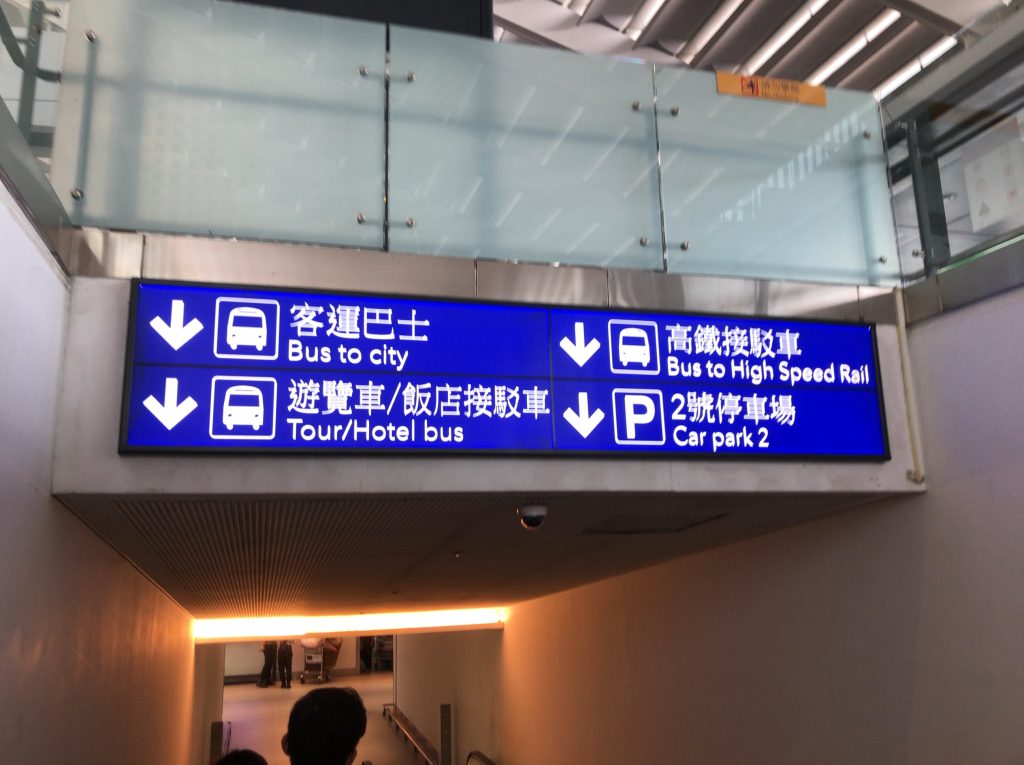 客運巴士
Bus to city
遊覽車/飯店接駁車
Tour/Hotel bus
高鐵接駁車
Bus to High Speed Rail
P
2號停車場
Car park 2